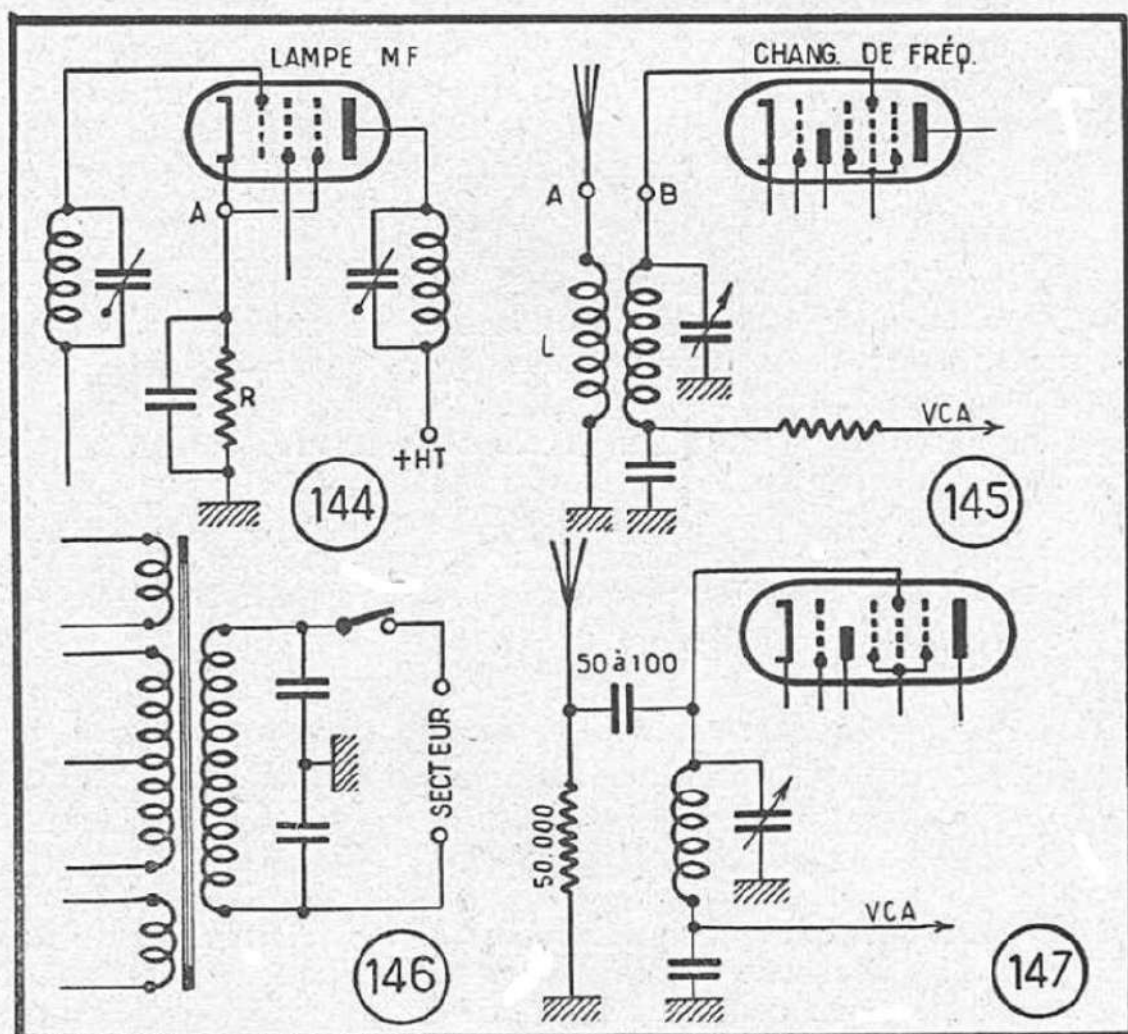 LAMPE MF
A
R
+HT
144
CHANG. DE FRÉQ.
A
B
L
VCA
145
SECTEUR
146
50 à 100
50.000
VCA
147